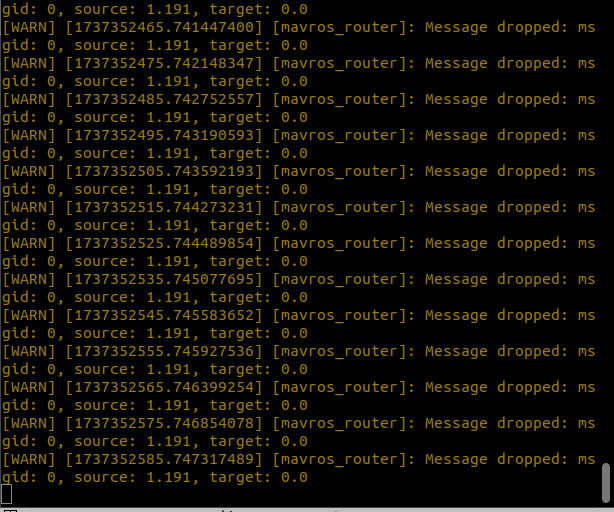 gid: 0, source: 1.191, target: 0.0
[WARN] [1737352465.741447400] [mavros_router]: Message dropped: ms
gid: 0, source: 1.191, target: 0.0
[WARN] [1737352475.742148347] [mavros_router]: Message dropped: ms
gid: 0, source: 1.191, target: 0.0
[WARN] [1737352485.742752557] [mavros_router]: Message dropped: ms
gid: 0, source: 1.191, target: 0.0
[WARN] [1737352495.743190593] [mavros_router]: Message dropped: ms
gid: 0, source: 1.191, target: 0.0
[WARN] [1737352505.743592193] [mavros_router]: Message dropped: ms
gid: 0, source: 1.191, target: 0.0
[WARN] [1737352515.744273231] [mavros_router]: Message dropped: ms
gid: 0, source: 1.191, target: 0.0
[WARN] [1737352525.744489854] [mavros_router]: Message dropped: ms
gid: 0, source: 1.191, target: 0.0
[WARN] [1737352535.745077695] [mavros_router]: Message dropped: ms
gid: 0, source: 1.191, target: 0.0
[WARN] [1737352545.745583652] [mavros_router]: Message dropped: ms
gid: 0, source: 1.191, target: 0.0
[WARN] [1737352555.745927536] [mavros_router]: Message dropped: ms
gid: 0, source: 1.191, target: 0.0
[WARN] [1737352565.746399254] [mavros_router]: Message dropped: ms
gid: 0, source: 1.191, target: 0.0
[WARN] [1737352575.746854078] [mavros_router]: Message dropped: ms
gid: 0, source: 1.191, target: 0.0
[WARN] [1737352585.747317489] [mavros_router]: Message dropped: ms
gid: 0, source: 1.191, target: 0.0